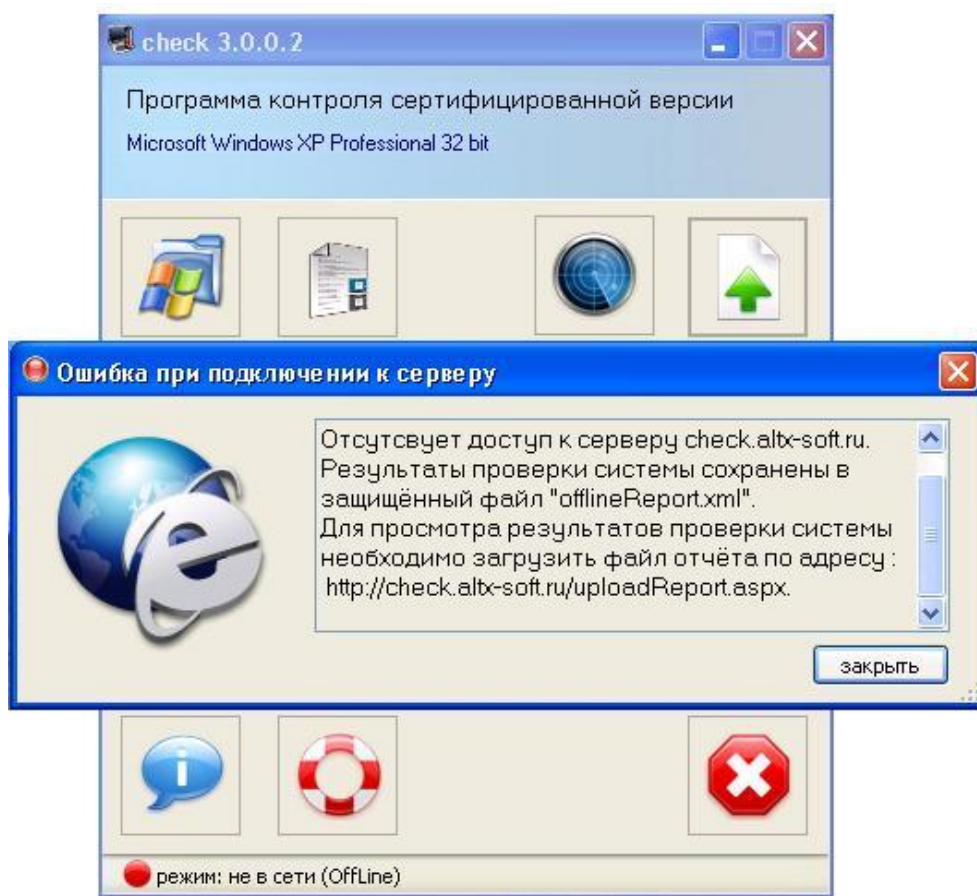 check 3.0.0.2
Программа контроля сертифицированной версии
Microsoft Windows XP Professional 32 bit
Ошибка при подключении к серверу
Отсутсвует доступ к серверу check.altx-soft.ru.
Результаты проверки системы сохранены в
защищённый файл "offlineReport.xml".
Для просмотра результатов проверки системы
необходимо загрузить файл отчёта по адресу :
http://check.altx-soft.ru/uploadReport.aspx.
закрыть
режим: не в сети (OffLine)